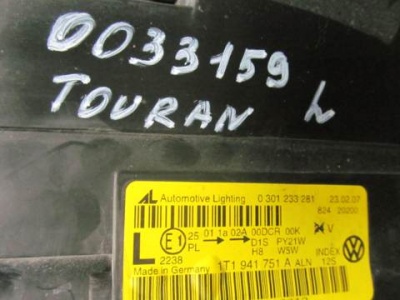 0033159
TOURAN L
AL Automotive Lighting 0 301 233 281 23.02.07
824 20200
L E1 25 01 1a 02A 00DCR 00K V
PL D1S PY21W
2238 H8 W5W INDEX
Made in Germany 1T1 941 751 A ALN 12S